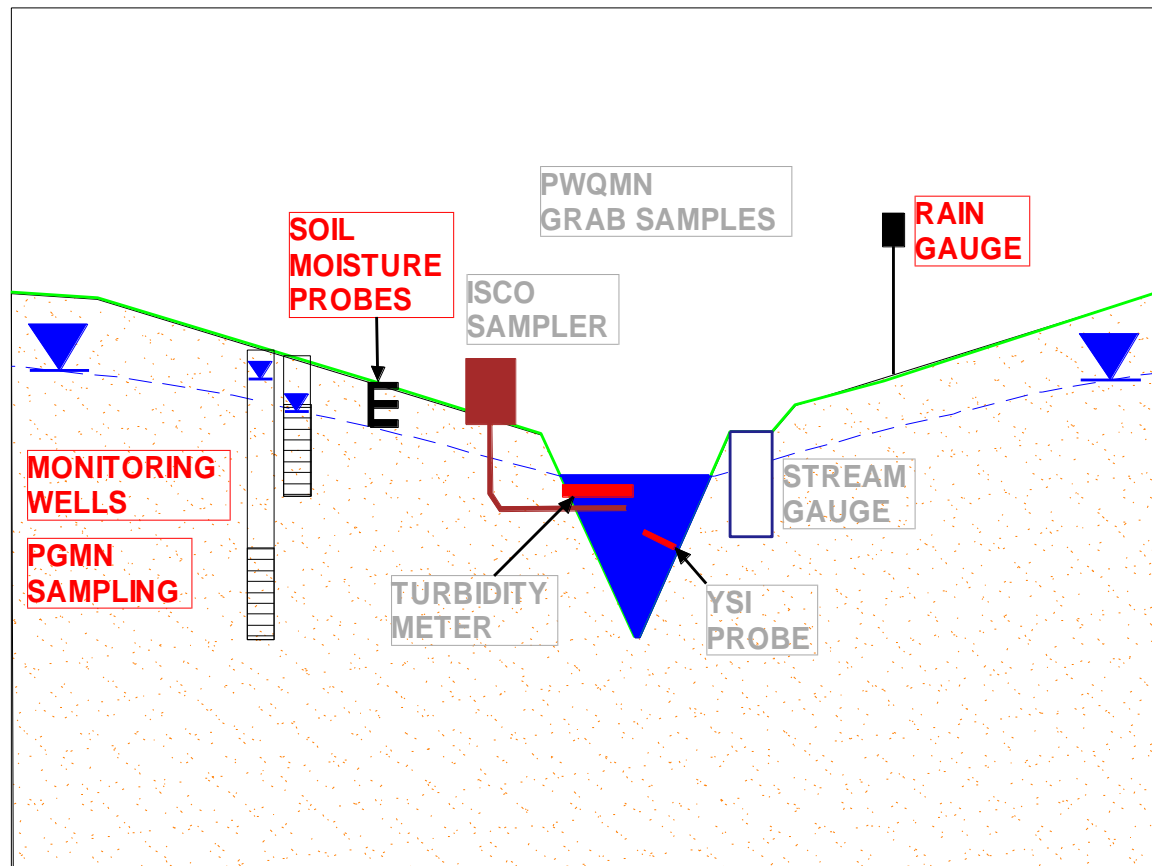 PWQMN
GRAB SAMPLES
RAIN
GAUGE
SOIL
MOISTURE
PROBES
ISCO
SAMPLER
E
MONITORING
WELLS
STREAM
GAUGE
PGMN
SAMPLING
TURBIDITY
METER
YSI
PROBE